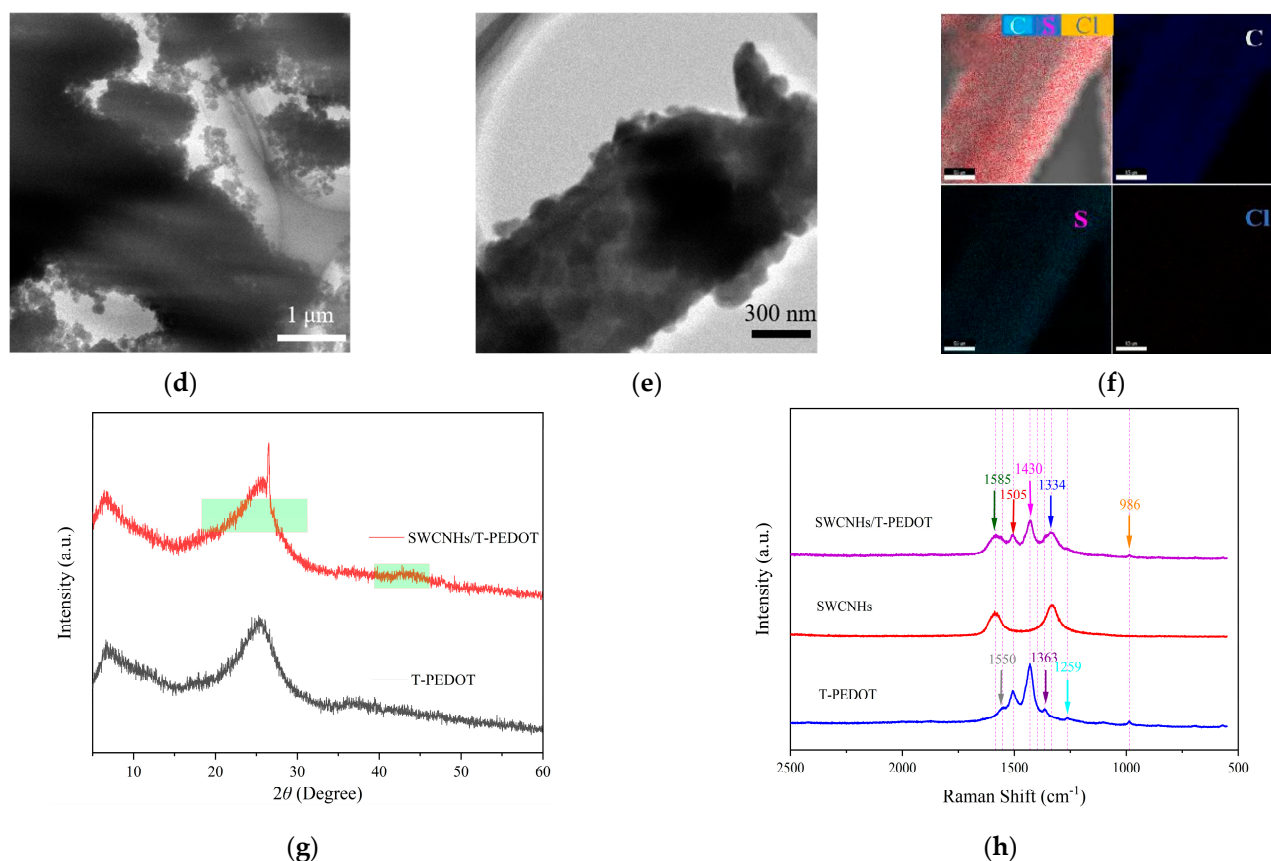 C S Cl
C
S
Cl
1 μm
300 nm
(d)
(e)
(f)
Intensity (a.u.)
SWCNHs/T-PEDOT
T-PEDOT
10 20 30 40 50 60
2θ (Degree)
(g)
Intensity (a.u.)
1585
1505
1430
1334
986
SWCNHs/T-PEDOT
SWCNHs
1550
1363
1259
T-PEDOT
2500 2000 1500 1000 500
Raman Shift (cm⁻¹)
(h)